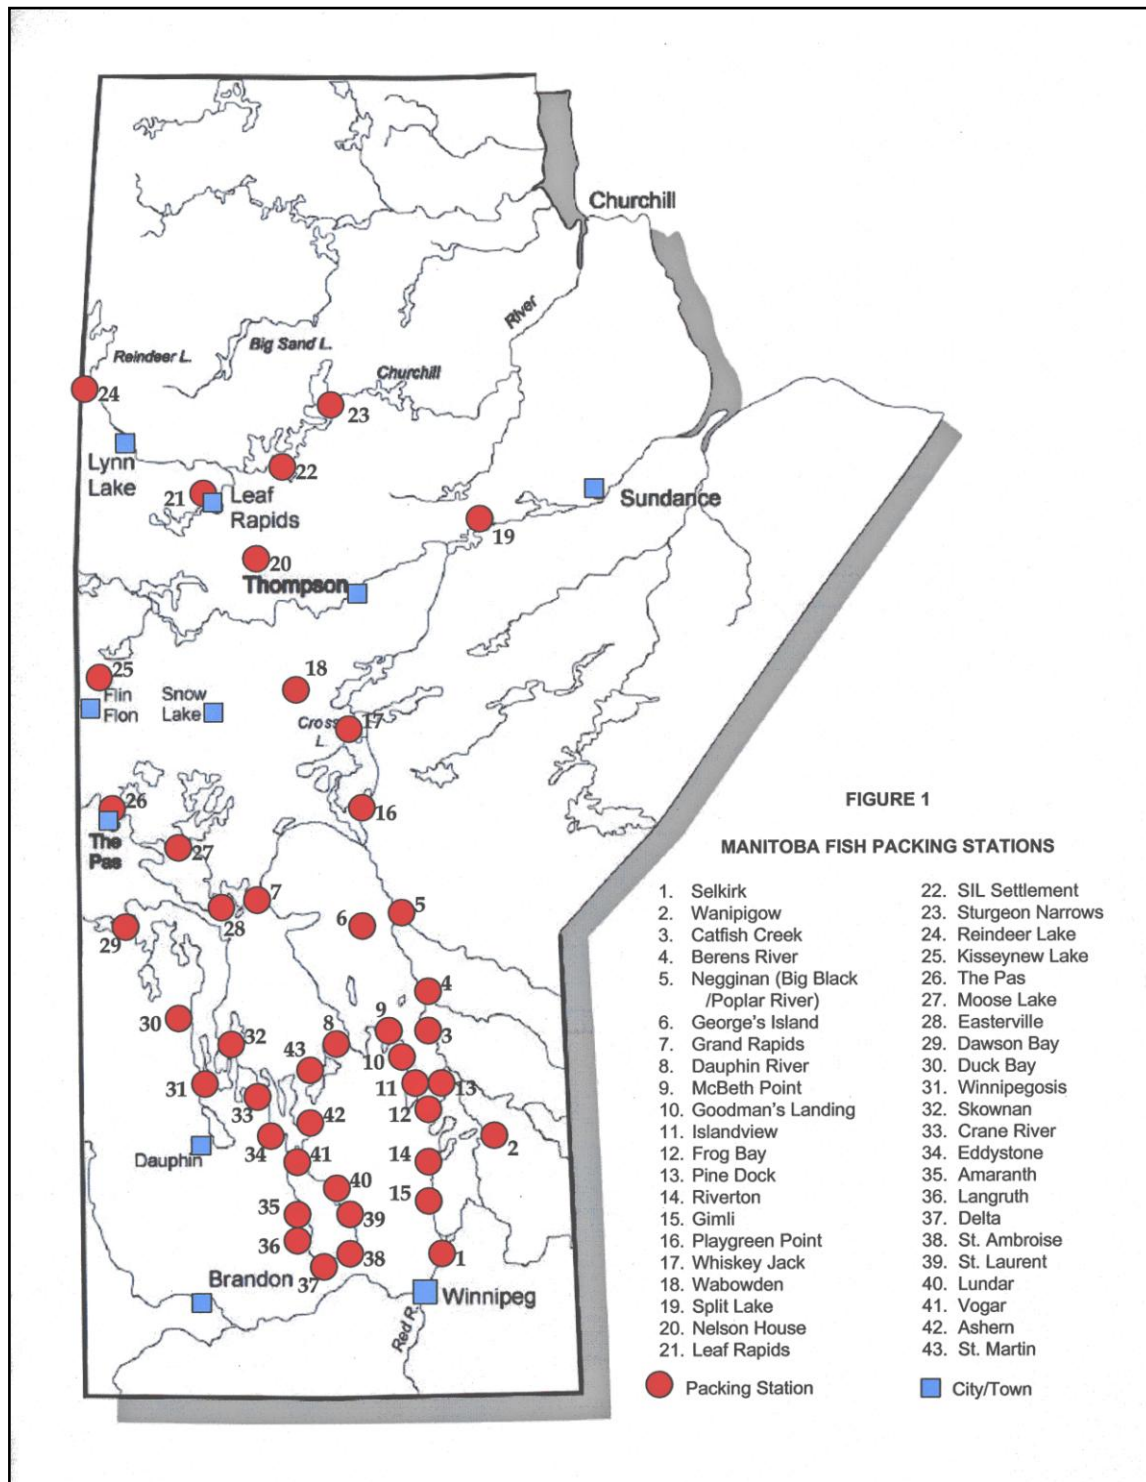 Churchill
River
Big Sand L.
Reindeer L.
Churchill
24
23
Lynn
Lake
22
21
Leaf
Rapids
Sundance
19
20
Thompson
25
18
Flin
Flon
Snow
Lake
17
Cross
L.
26
16
The
Pas
27
7
28
6
5
29
4
30
9
8
3
32
43
10
31
11
13
33
12
42
2
34
Dauphin
41
14
40
15
35
39
36
38
1
37
Brandon
Winnipeg
Red R.
FIGURE 1
MANITOBA FISH PACKING STATIONS
1. Selkirk
2. Wanipigow
3. Catfish Creek
4. Berens River
5. Negginan (Big Black
/Poplar River)
6. George's Island
7. Grand Rapids
8. Dauphin River
9. McBeth Point
10. Goodman's Landing
11. Islandview
12. Frog Bay
13. Pine Dock
14. Riverton
15. Gimli
16. Playgreen Point
17. Whiskey Jack
18. Wabowden
19. Split Lake
20. Nelson House
21. Leaf Rapids
22. SIL Settlement
23. Sturgeon Narrows
24. Reindeer Lake
25. Kisseynew Lake
26. The Pas
27. Moose Lake
28. Easterville
29. Dawson Bay
30. Duck Bay
31. Winnipegosis
32. Skownan
33. Crane River
34. Eddystone
35. Amaranth
36. Langruth
37. Delta
38. St. Ambroise
39. St. Laurent
40. Lundar
41. Vogar
42. Ashern
43. St. Martin
Packing Station
City/Town